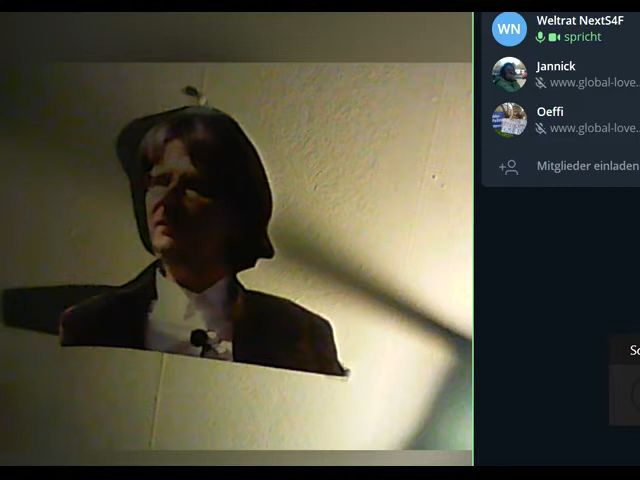 WN
Weltrat NextS4F
spricht
Jannick
www.global-love...
Oeffi
www.global-love...
Mitglieder einladen